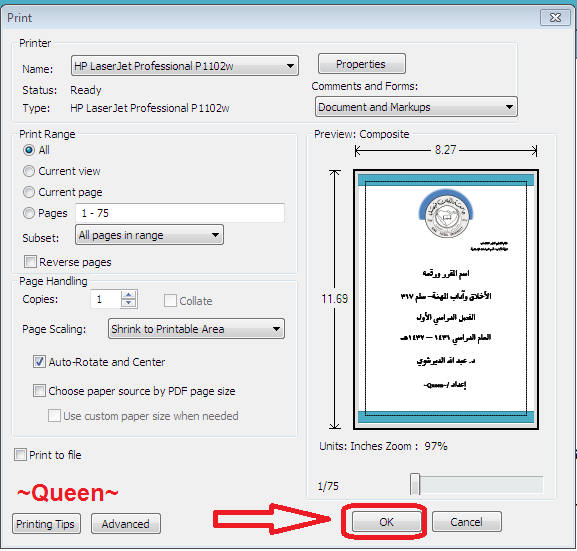 Print
Printer
Name: HP LaserJet Professional P1102w
Properties
Status: Ready
Comments and Forms:
Type: HP LaserJet Professional P1102w
Document and Markups
Print Range
All
Current view
Current page
Pages 1 - 75
Subset: All pages in range
Reverse pages
Page Handling
Copies: 1 Collate
Page Scaling: Shrink to Printable Area
Auto-Rotate and Center
Choose paper source by PDF page size
Use custom paper size when needed
Print to file
~Queen~
Printing Tips
Advanced
Preview: Composite
8.27
11.69
اسم المقرر ورقمه
الأخلاق وآداب المهنة– سلم ٣١٧
الفصل الدراسي الأول
العام الدراسي ١٤٣٦ – ١٤٣٧هـ
د. عبد الله الديرشوي
إعداد /~Queen~
Units: Inches Zoom : 97%
1/75
OK
Cancel